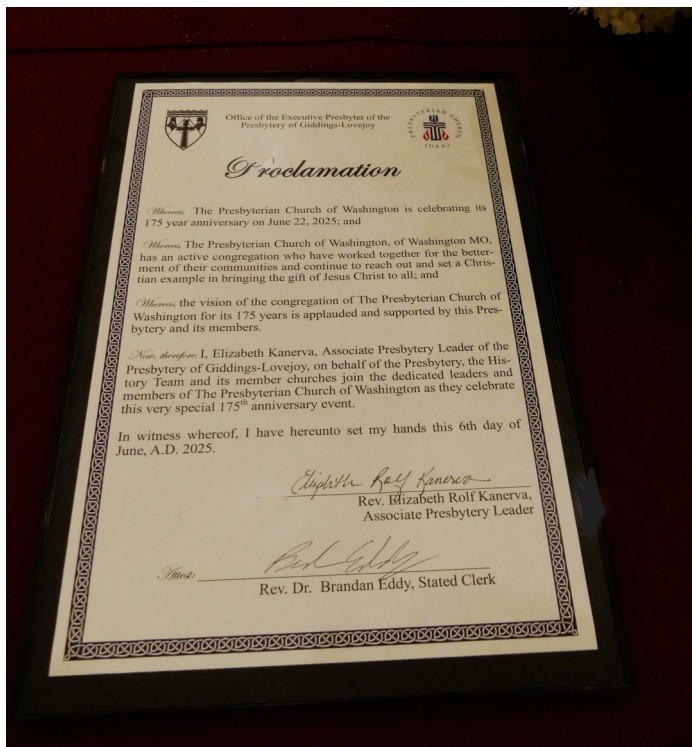 Office of the Executive Presbyter of the
Presbytery of Giddings-Lovejoy
PRESBYTERIAN CHURCH
(USA)
Proclamation
Whereas, The Presbyterian Church of Washington is celebrating its
175 year anniversary on June 22, 2025; and
Whereas, The Presbyterian Church of Washington, of Washington MO,
has an active congregation who have worked together for the better-
ment of their communities and continue to reach out and set a Chris-
tian example in bringing the gift of Jesus Christ to all; and
Whereas, the vision of the congregation of The Presbyterian Church of
Washington for its 175 years is applauded and supported by this Pres-
bytery and its members.
Now, therefore, I, Elizabeth Kanerva, Associate Presbytery Leader of the
Presbytery of Giddings-Lovejoy, on behalf of the Presbytery, the His-
tory Team and its member churches join the dedicated leaders and
members of The Presbyterian Church of Washington as they celebrate
this very special 175th anniversary event.
In witness whereof, I have hereunto set my hands this 6th day of
June, A.D. 2025.
Elizabeth Rolf Kanerva
Rev. Elizabeth Rolf Kanerva,
Associate Presbytery Leader
Brandan Eddy
Attest:
Rev. Dr.  Brandan Eddy, Stated Clerk